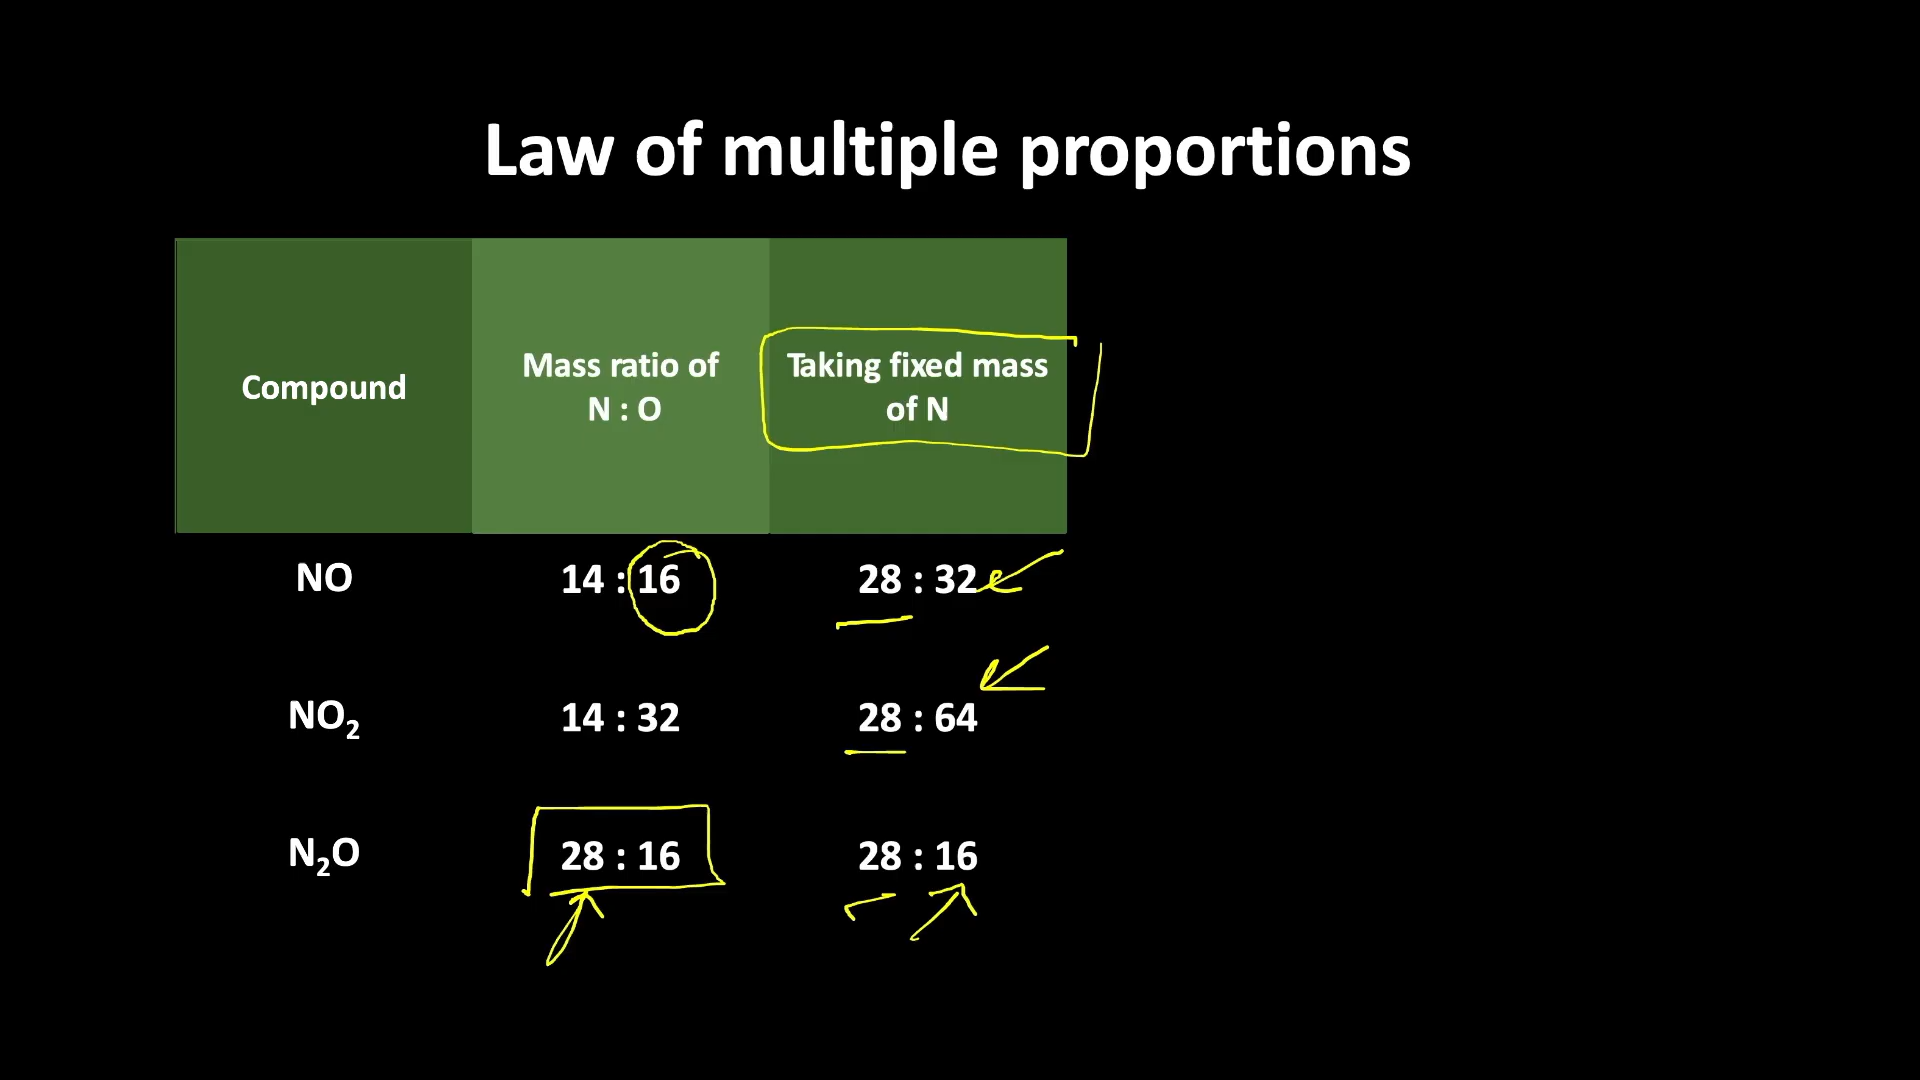 Law of multiple proportions
Compound
Mass ratio of
N : O
Taking fixed mass
of N
NO 14 : 16 28 : 32
NO₂ 14 : 32 28 : 64
N₂O 28 : 16 28 : 16